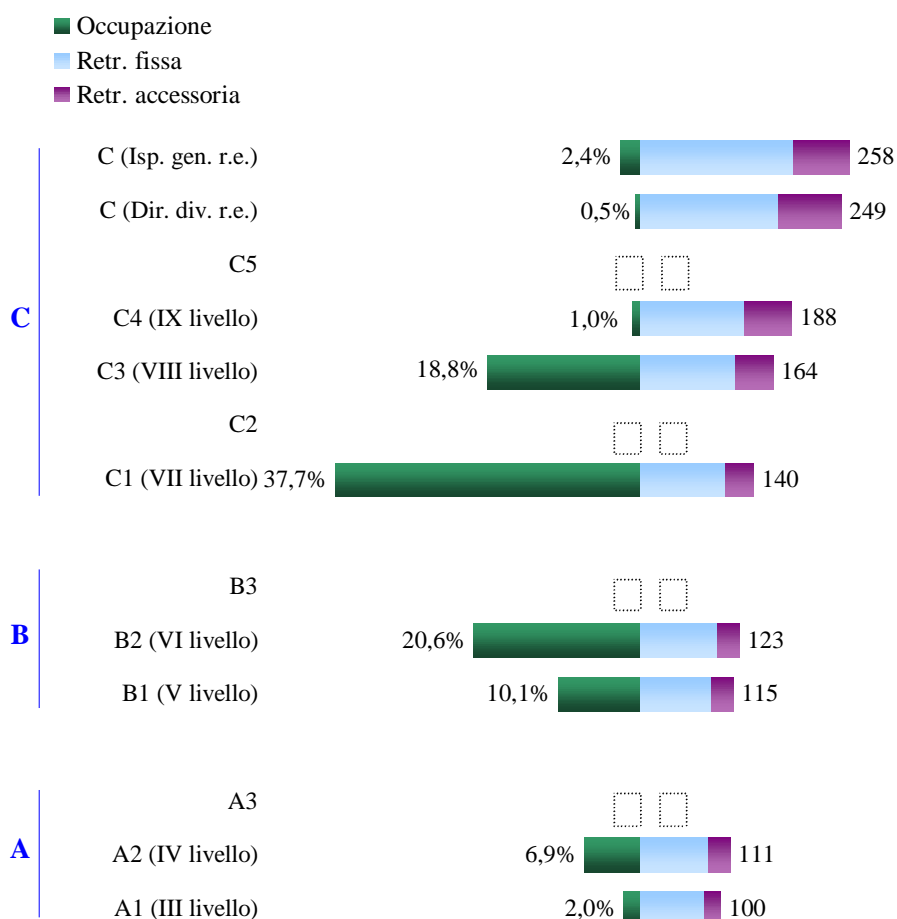 Occupazione
Retr. fissa
Retr. accessoria
C (Isp. gen. r.e.) 2,4% 258
C (Dir. div. r.e.) 0,5% 249
C5
C
C4 (IX livello) 1,0% 188
C3 (VIII livello) 18,8% 164
C2
C1 (VII livello) 37,7% 140
B3
B
B2 (VI livello) 20,6% 123
B1 (V livello) 10,1% 115
A3
A
A2 (IV livello) 6,9% 111
A1 (III livello) 2,0% 100